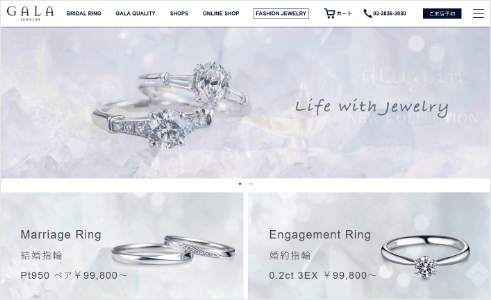 GALA
JEWELRY
BRIDAL RING
GALA QUALITY
SHOPS
ONLINE SHOP
FASHION JEWELRY
カート
03-3836-3030
ご来店予約
Life with Jewelry
COLLECTION
Marriage Ring
結婚指輪
Pt950 ペア￥99,800～
Engagement Ring
婚約指輪
0.2ct 3EX ￥99,800～